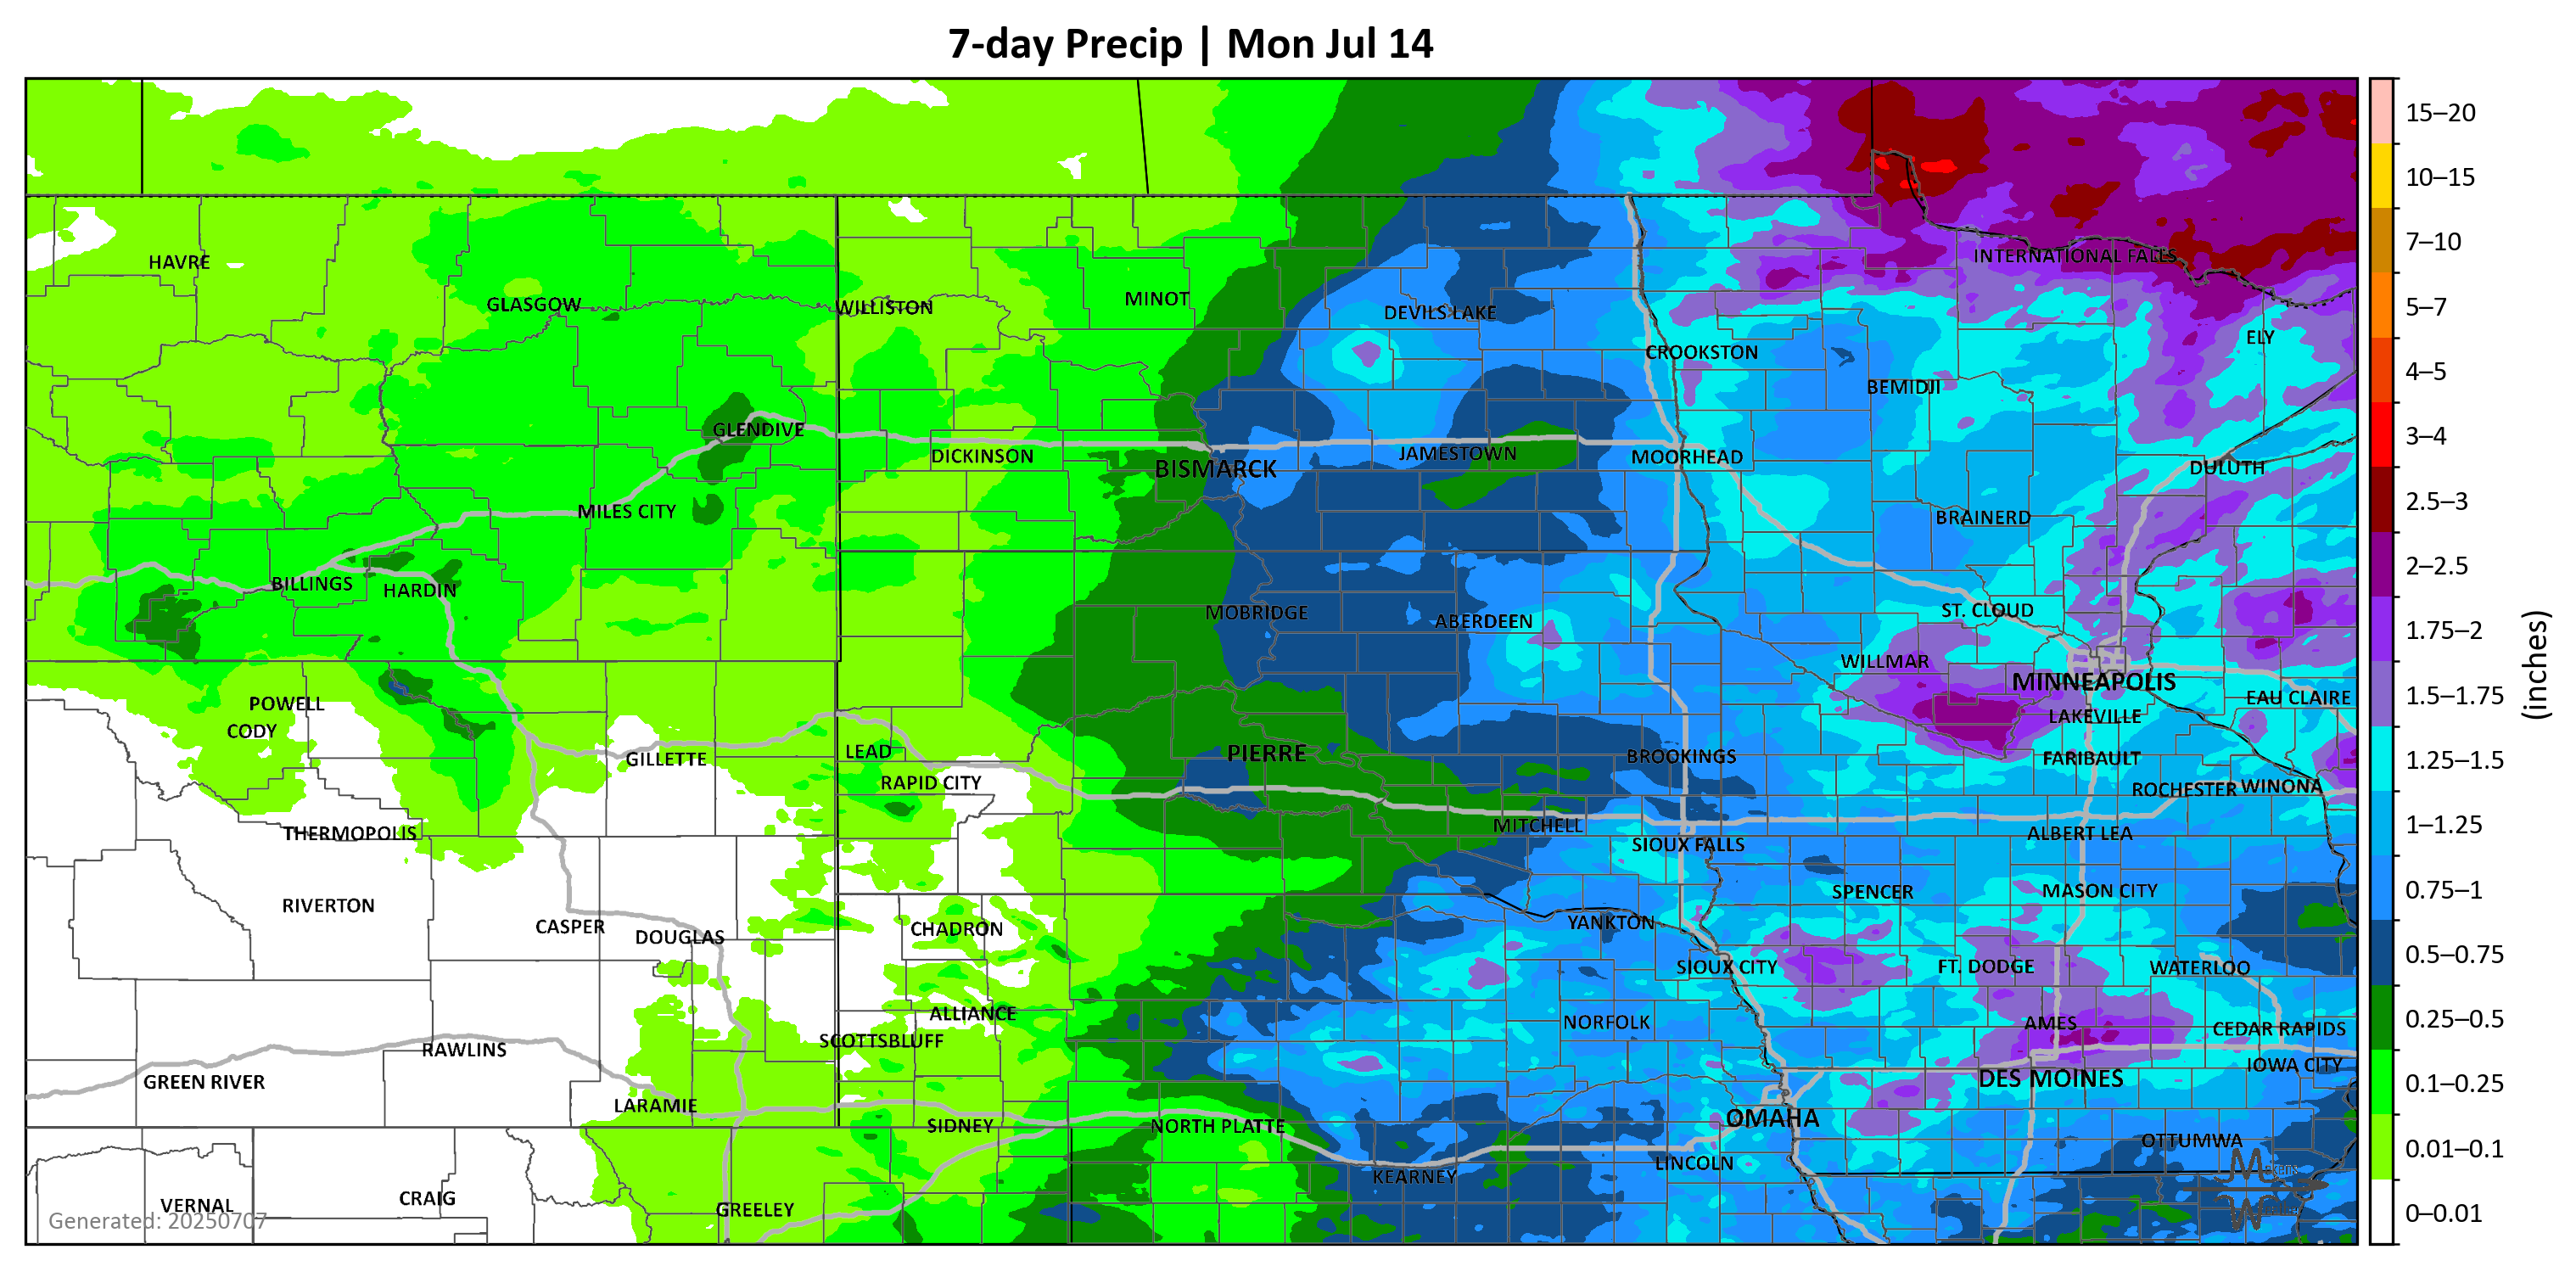 7-day Precip | Mon Jul 14
HAVRE
GLASGOW
WILLISTON
MINOT
DEVILS LAKE
INTERNATIONAL FALLS
ELY
CROOKSTON
BEMIDJI
GLENDIVE
DICKINSON
BISMARCK
JAMESTOWN
MOORHEAD
DULUTH
MILES CITY
BRAINERD
BILLINGS
HARDIN
MOBRIDGE
ABERDEEN
ST. CLOUD
WILLMAR
MINNEAPOLIS
EAU CLAIRE
POWELL
CODY
LAKEVILLE
GILLETTE
LEAD
RAPID CITY
PIERRE
BROOKINGS
FARIBAULT
ROCHESTER
WINONA
THERMOPOLIS
MITCHELL
SIOUX FALLS
ALBERT LEA
RIVERTON
CASPER
DOUGLAS
CHADRON
YANKTON
SPENCER
MASON CITY
SIOUX CITY
FT. DODGE
WATERLOO
ALLIANCE
SCOTTSBLUFF
NORFOLK
AMES
CEDAR RAPIDS
RAWLINS
GREEN RIVER
DES MOINES
IOWA CITY
LARAMIE
SIDNEY
NORTH PLATTE
OMAHA
OTTUMWA
KEARNEY
LINCOLN
VERNAL
CRAIG
GREELEY
Generated: 20250707
15–20
10–15
7–10
5–7
4–5
3–4
2.5–3
2–2.5
1.75–2
1.5–1.75
1.25–1.5
1–1.25
0.75–1
0.5–0.75
0.25–0.5
0.1–0.25
0.01–0.1
0–0.01
(inches)